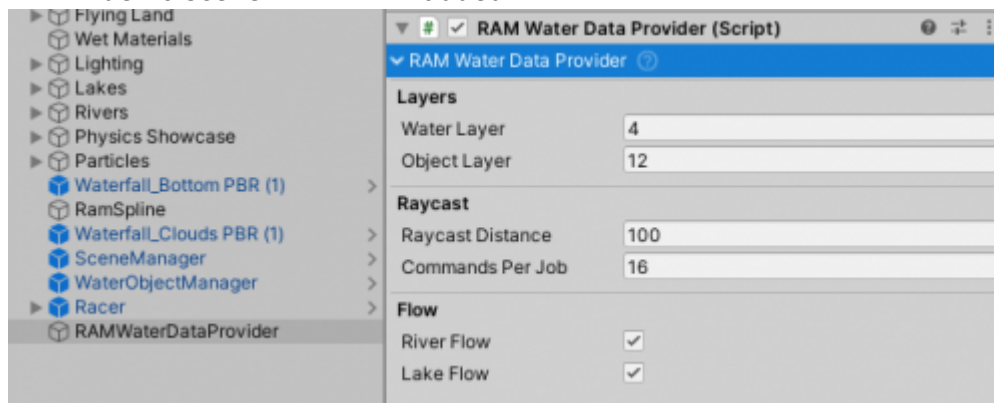 Flying Land
Wet Materials
Lighting
Lakes
Rivers
Physics Showcase
Particles
Waterfall_Bottom PBR (1)
RamSpline
Waterfall_Clouds PBR (1)
SceneManager
WaterObjectManager
Racer
RAMWaterDataProvider
# RAM Water Data Provider (Script)
RAM Water Data Provider
Layers
Water Layer 4
Object Layer 12
Raycast
Raycast Distance 100
Commands Per Job 16
Flow
River Flow
Lake Flow